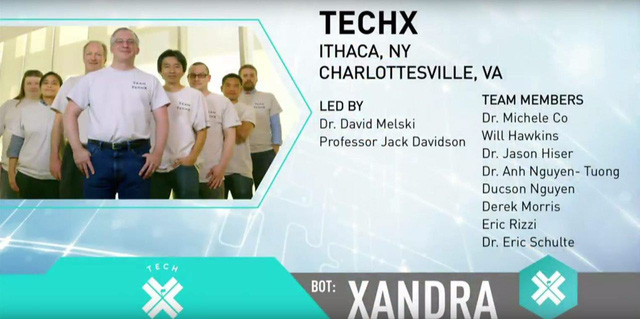 TECHX
ITHACA, NY
CHARLOTTESVILLE, VA
LED BY
Dr. David Melski
Professor Jack Davidson
TEAM MEMBERS
Dr. Michele Co
Will Hawkins
Dr. Jason Hiser
Dr. Anh Nguyen- Tuong
Ducson Nguyen
Derek Morris
Eric Rizzi
Dr. Eric Schulte
TECH
X
BOT: XANDRA